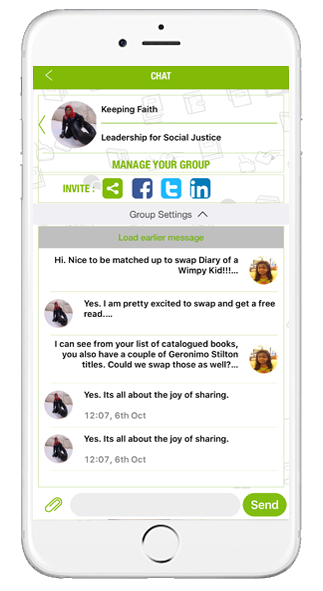 CHAT
Keeping Faith
Leadership for Social Justice
MANAGE YOUR GROUP
INVITE :
Group Settings
Load earlier message
Hi. Nice to be matched up to swap Diary of a
Wimpy Kid!!!...
Yes. I am pretty excited to swap and get a free
read....
I can see from your list of catalogued books,
you also have a couple of Geronimo Stilton
titles. Could we swap those as well?...
Yes. Its all about the joy of sharing.
12:07, 6th Oct
Yes. Its all about the joy of sharing.
12:07, 6th Oct
Send